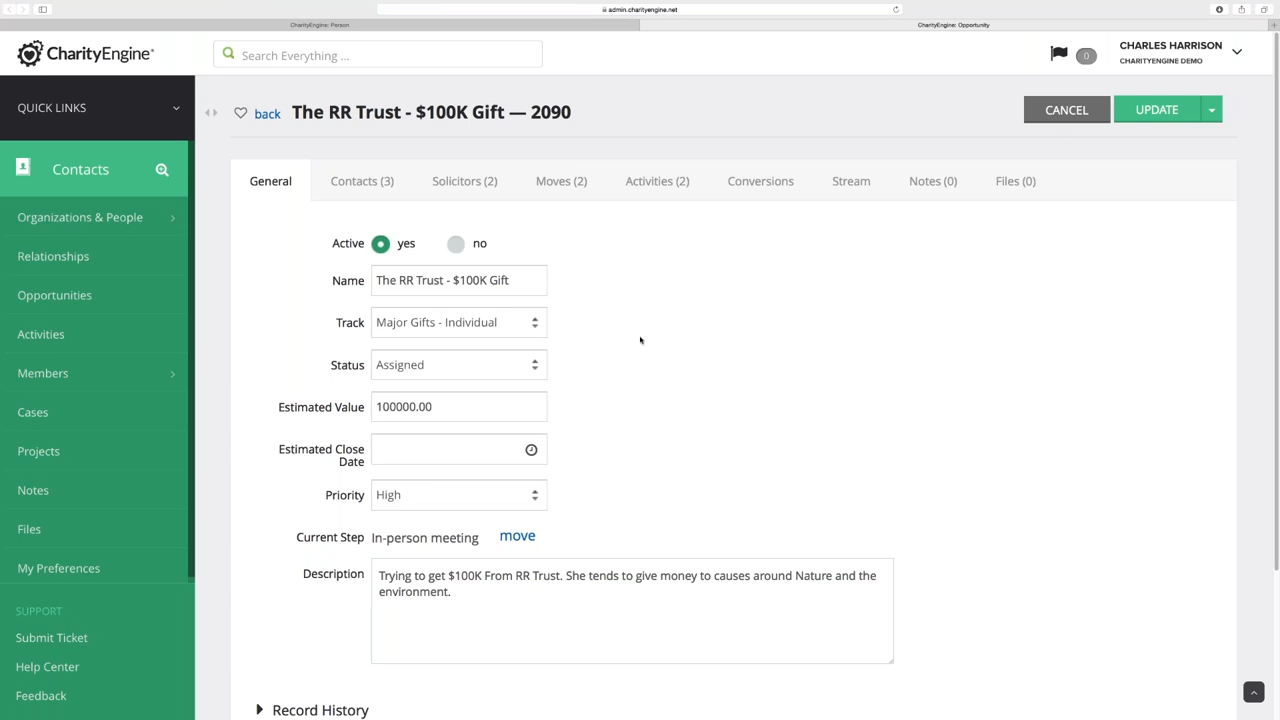 admin.charityengine.net
CharityEngine: Person
CharityEngine: Opportunity
CharityEngine
Search Everything ...
0
CHARLES HARRISON
CHARITYENGINE DEMO
QUICK LINKS
back
The RR Trust - $100K Gift — 2090
CANCEL
UPDATE
Contacts
General
Contacts (3)
Solicitors (2)
Moves (2)
Activities (2)
Conversions
Stream
Notes (0)
Files (0)
Organizations & People
Relationships
Opportunities
Activities
Members
Cases
Projects
Notes
Files
My Preferences
SUPPORT
Submit Ticket
Help Center
Feedback
Active yes no
Name The RR Trust - $100K Gift
Track Major Gifts - Individual
Status Assigned
Estimated Value 100000.00
Estimated Close
Date
Priority High
Current Step In-person meeting move
Description Trying to get $100K From RR Trust. She tends to give money to causes around Nature and the
environment.
Record History